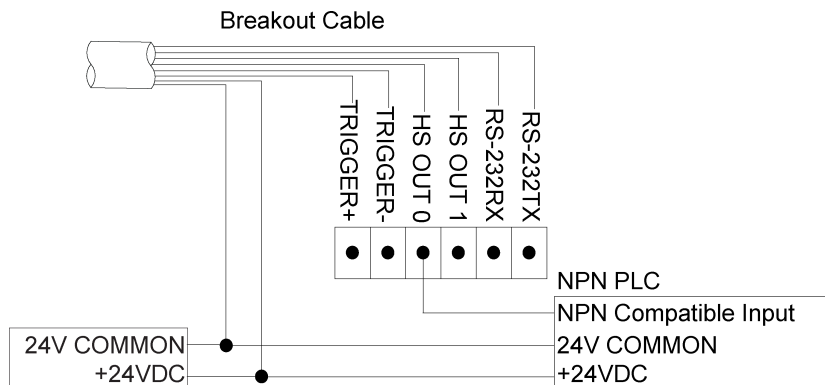 Breakout Cable
TRIGGER+
TRIGGER-
HS OUT 0
HS OUT 1
RS-232RX
RS-232TX
NPN PLC
NPN Compatible Input
24V COMMON
24V COMMON
+24VDC
+24VDC